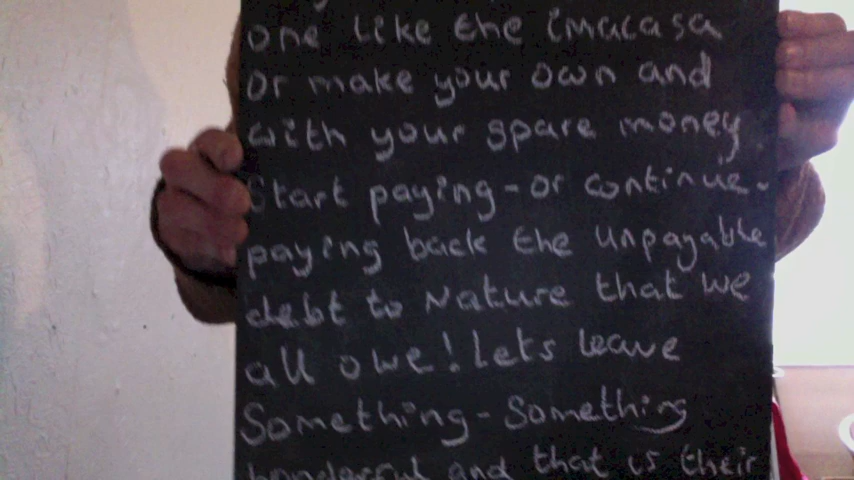 one like the imacasa
or make your own and
with your spare money
Start paying-or continue-
paying back the unpayable
debt to Nature that we
all owe! Lets leave
Something-Something
wonderful and that is their